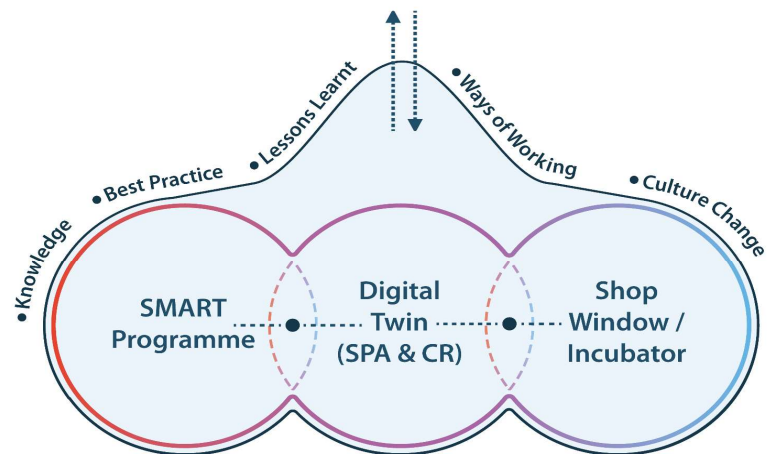 • Knowledge
• Best Practice
• Lessons Learnt
• Ways of Working
• Culture Change
SMART
Programme
Digital
Twin
(SPA & CR)
Shop
Window /
Incubator